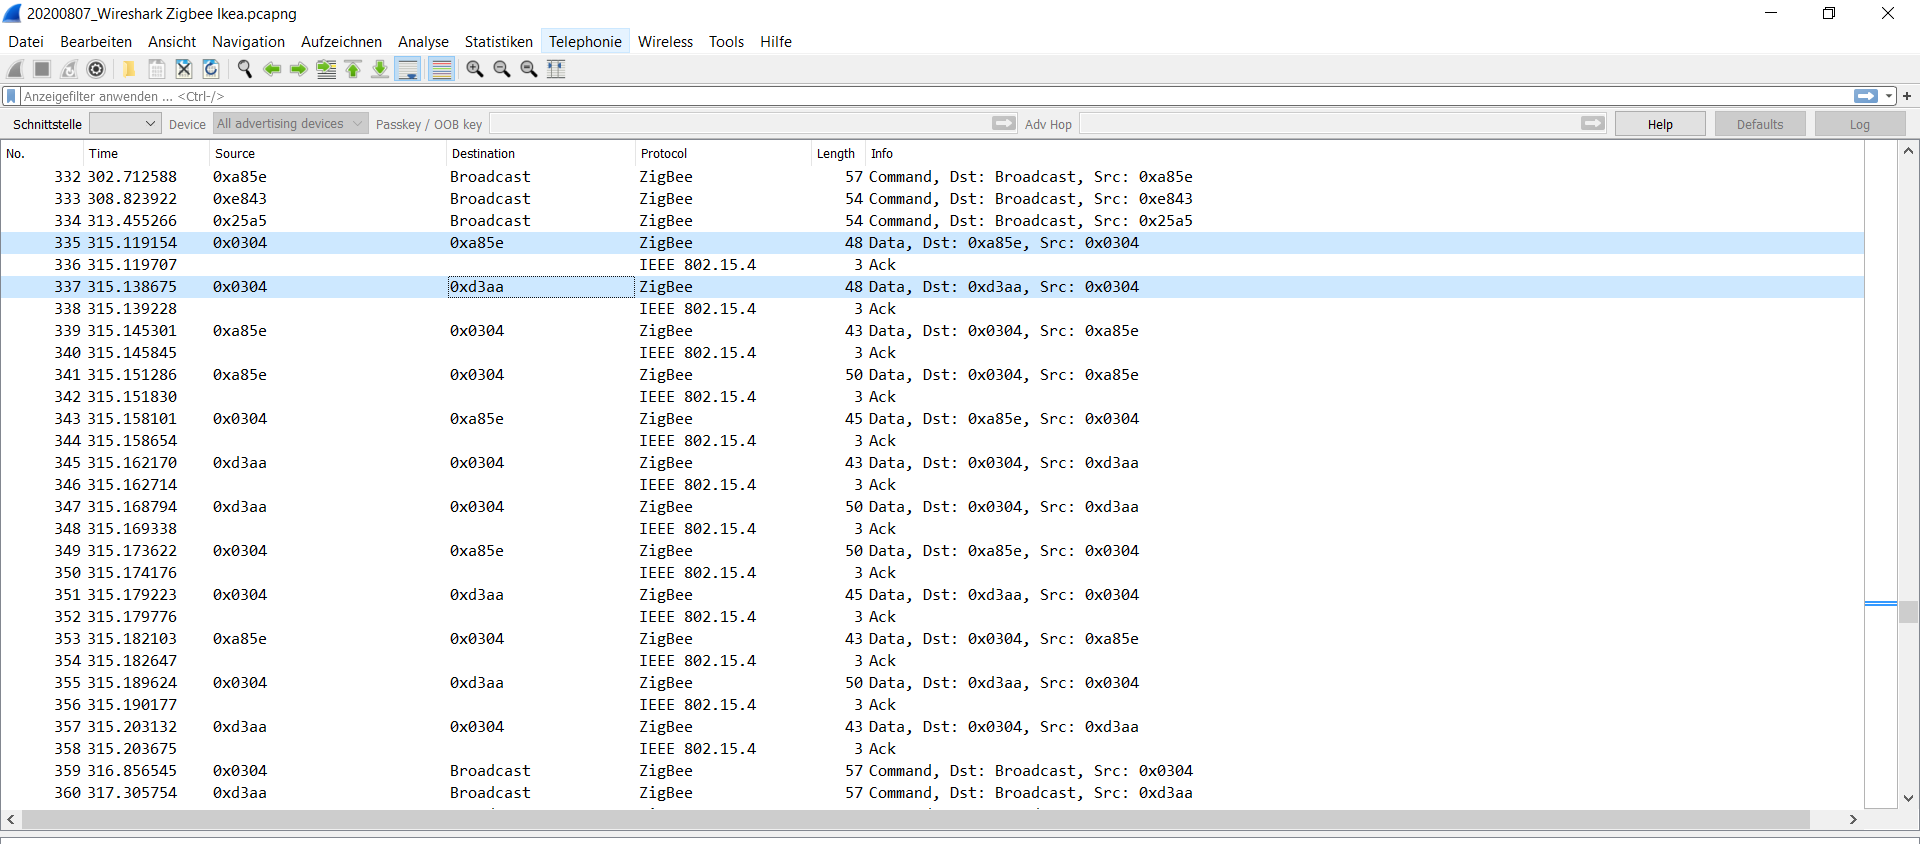 20200807_Wireshark Zigbee Ikea.pcapng
Datei Bearbeiten Ansicht Navigation Aufzeichnen Analyse Statistiken Telephonie Wireless Tools Hilfe
Anzeigefilter anwenden ... <Ctrl-/> +
Schnittstelle Device All advertising devices Passkey / OOB key Adv Hop Help Defaults Log
No. Time Source Destination Protocol Length Info
332 302.712588 0xa85e Broadcast ZigBee 57 Command, Dst: Broadcast, Src: 0xa85e
333 308.823922 0xe843 Broadcast ZigBee 54 Command, Dst: Broadcast, Src: 0xe843
334 313.455266 0x25a5 Broadcast ZigBee 54 Command, Dst: Broadcast, Src: 0x25a5
335 315.119154 0x0304 0xa85e ZigBee 48 Data, Dst: 0xa85e, Src: 0x0304
336 315.119707 IEEE 802.15.4 3 Ack
337 315.138675 0x0304 0xd3aa ZigBee 48 Data, Dst: 0xd3aa, Src: 0x0304
338 315.139228 IEEE 802.15.4 3 Ack
339 315.145301 0xa85e 0x0304 ZigBee 43 Data, Dst: 0x0304, Src: 0xa85e
340 315.145845 IEEE 802.15.4 3 Ack
341 315.151286 0xa85e 0x0304 ZigBee 50 Data, Dst: 0x0304, Src: 0xa85e
342 315.151830 IEEE 802.15.4 3 Ack
343 315.158101 0x0304 0xa85e ZigBee 45 Data, Dst: 0xa85e, Src: 0x0304
344 315.158654 IEEE 802.15.4 3 Ack
345 315.162170 0xd3aa 0x0304 ZigBee 43 Data, Dst: 0x0304, Src: 0xd3aa
346 315.162714 IEEE 802.15.4 3 Ack
347 315.168794 0xd3aa 0x0304 ZigBee 50 Data, Dst: 0x0304, Src: 0xd3aa
348 315.169338 IEEE 802.15.4 3 Ack
349 315.173622 0x0304 0xa85e ZigBee 50 Data, Dst: 0xa85e, Src: 0x0304
350 315.174176 IEEE 802.15.4 3 Ack
351 315.179223 0x0304 0xd3aa ZigBee 45 Data, Dst: 0xd3aa, Src: 0x0304
352 315.179776 IEEE 802.15.4 3 Ack
353 315.182103 0xa85e 0x0304 ZigBee 43 Data, Dst: 0x0304, Src: 0xa85e
354 315.182647 IEEE 802.15.4 3 Ack
355 315.189624 0x0304 0xd3aa ZigBee 50 Data, Dst: 0xd3aa, Src: 0x0304
356 315.190177 IEEE 802.15.4 3 Ack
357 315.203132 0xd3aa 0x0304 ZigBee 43 Data, Dst: 0x0304, Src: 0xd3aa
358 315.203675 IEEE 802.15.4 3 Ack
359 316.856545 0x0304 Broadcast ZigBee 57 Command, Dst: Broadcast, Src: 0x0304
360 317.305754 0xd3aa Broadcast ZigBee 57 Command, Dst: Broadcast, Src: 0xd3aa